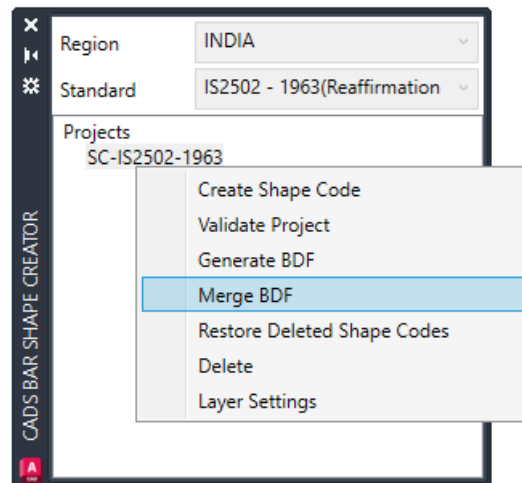 Region INDIA
Standard IS2502 - 1963(Reaffirmation
Projects
SC-IS2502-1963
Create Shape Code
Validate Project
Generate BDF
Merge BDF
Restore Deleted Shape Codes
Delete
Layer Settings
CADS BAR SHAPE CREATOR
A
CAD